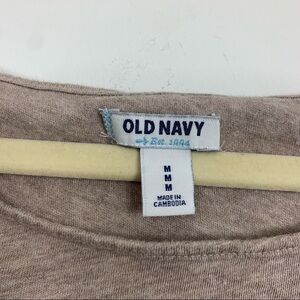 OLD NAVY
Est. 1994
M
M
M
MADE IN
CAMBODIA